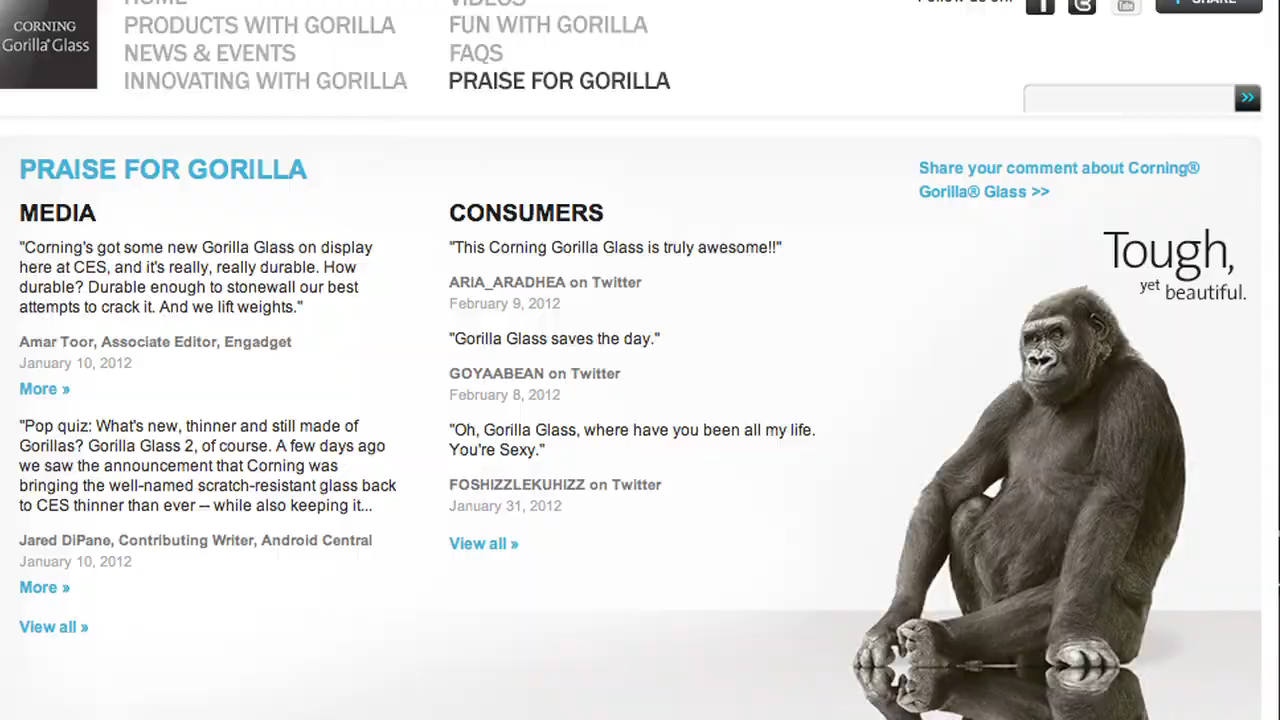 HOME
VIDEOS
Follow us on:
SHARE
CORNING
Gorilla® Glass
PRODUCTS WITH GORILLA
FUN WITH GORILLA
NEWS & EVENTS
FAQS
INNOVATING WITH GORILLA
PRAISE FOR GORILLA
»
PRAISE FOR GORILLA
Share your comment about Corning®
Gorilla® Glass >>
MEDIA
"Corning's got some new Gorilla Glass on display
here at CES, and it's really, really durable. How
durable? Durable enough to stonewall our best
attempts to crack it. And we lift weights."
Amar Toor, Associate Editor, Engadget
January 10, 2012
More »
"Pop quiz: What's new, thinner and still made of
Gorillas? Gorilla Glass 2, of course. A few days ago
we saw the announcement that Corning was
bringing the well-named scratch-resistant glass back
to CES thinner than ever – while also keeping it...
Jared DiPane, Contributing Writer, Android Central
January 10, 2012
More »
View all »
CONSUMERS
"This Corning Gorilla Glass is truly awesome!!"
ARIA_ARADHEA on Twitter
February 9, 2012
"Gorilla Glass saves the day."
GOYAABEAN on Twitter
February 8, 2012
"Oh, Gorilla Glass, where have you been all my life.
You're Sexy."
FOSHIZZLEKUHIZZ on Twitter
January 31, 2012
View all »
Tough,
yet beautiful.